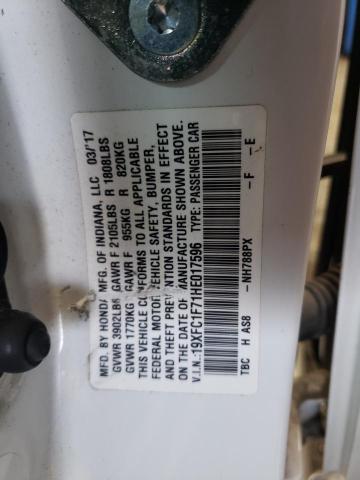 MFD. BY HONDA MFG. OF INDIANA, LLC 03/'17
GVWR 3902LBS GAWR F 2105LBS R 1808LBS
GVWR 1770KG GAWR F 955KG R 820KG
THIS VEHICLE CONFORMS TO ALL APPLICABLE
FEDERAL MOTOR VEHICLE SAFETY, BUMPER,
AND THEFT PREVENTION STANDARDS IN EFFECT
ON THE DATE OF MANUFACTURE SHOWN ABOVE.
V.I.N.:19XFC1F71HE017596 TYPE: PASSENGER CAR
TBC H AS8 -NH788PX -F -E